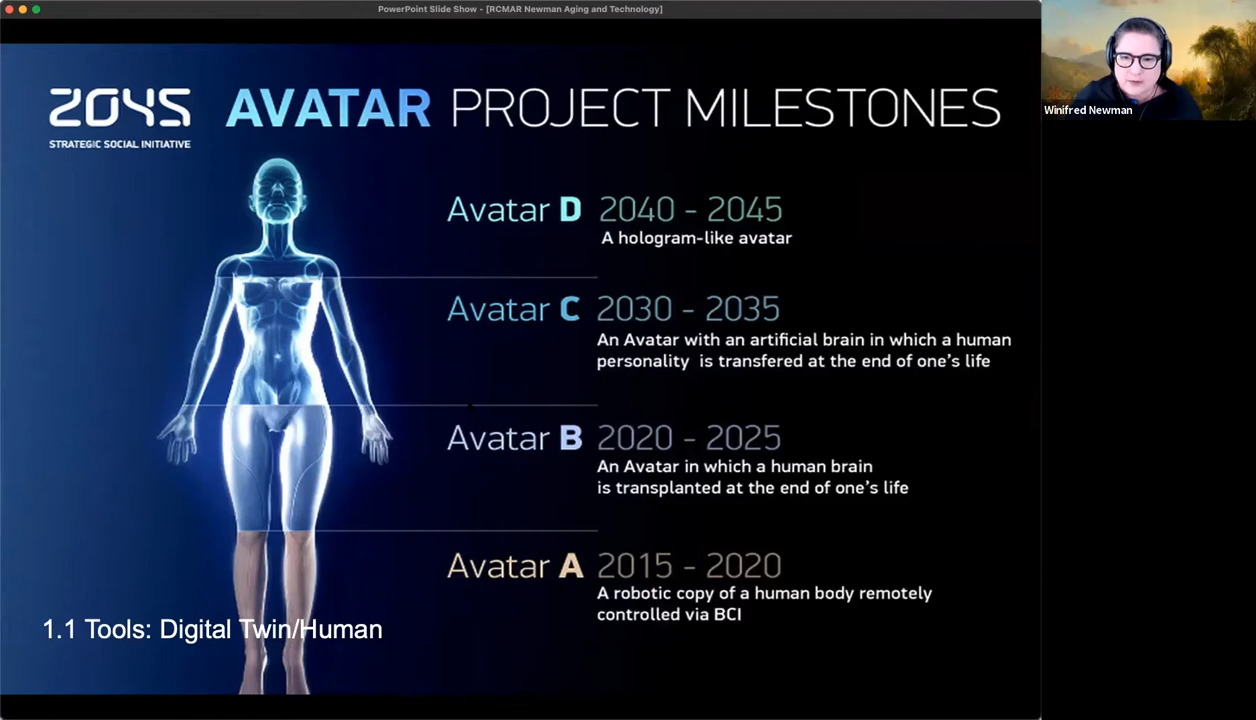 PowerPoint Slide Show - [RCMAR Newman Aging and Technology]
Winifred Newman
2045
STRATEGIC SOCIAL INITIATIVE
AVATAR PROJECT MILESTONES
Avatar D 2040 - 2045
A hologram-like avatar
Avatar C 2030 - 2035
An Avatar with an artificial brain in which a human
personality is transfered at the end of one's life
Avatar B 2020 - 2025
An Avatar in which a human brain
is transplanted at the end of one's life
Avatar A 2015 - 2020
A robotic copy of a human body remotely
controlled via BCI
1.1 Tools: Digital Twin/Human